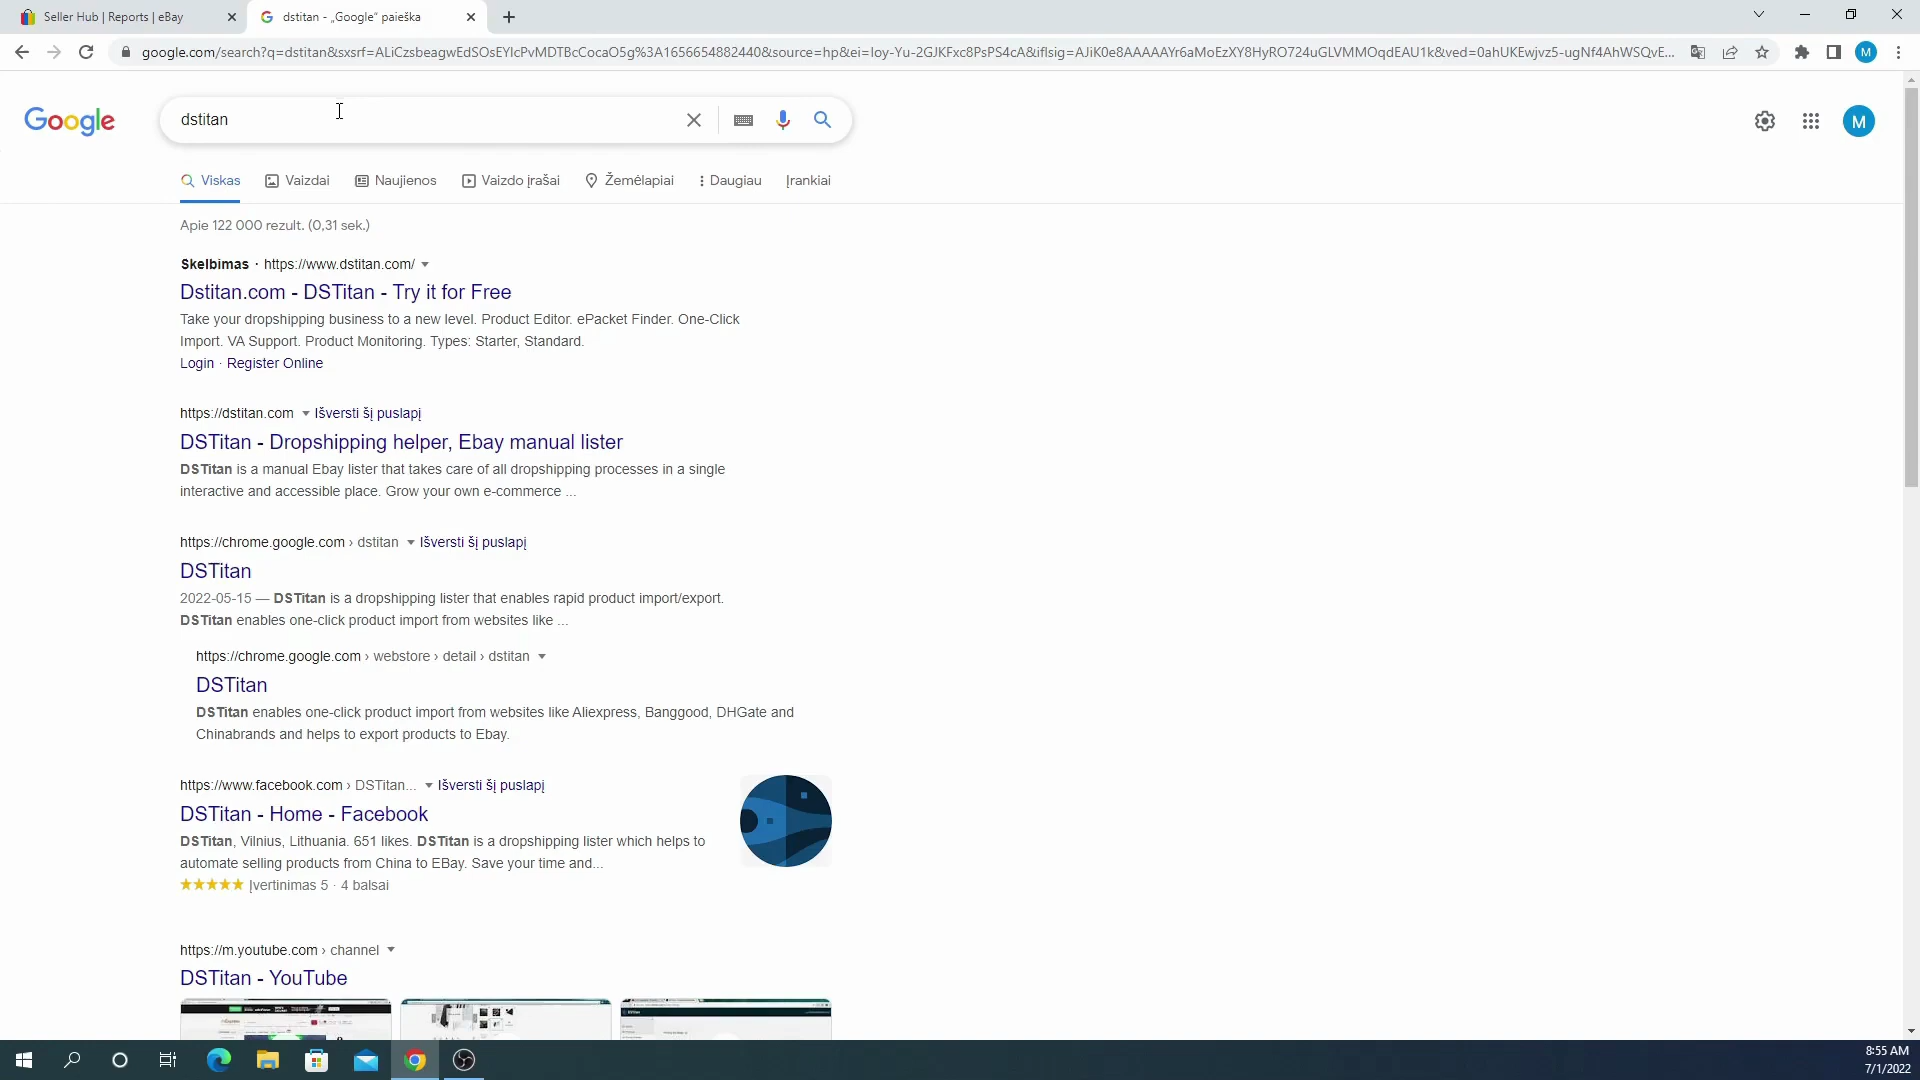 Seller Hub | Reports | eBay
dstitan - „Google“ paieška
google.com/search?q=dstitan&sxsrf=ALiCzsbeagwEdSOsEYlcPvMDTBcCocaO5g%3A1656654882440&source=hp&ei=Ioy-Yu-2GJKFxc8PsPS4cA&iflsig=AJiK0e8AAAAAYr6aMoEzXY8HyRO724uGLVMMOqdEAU1k&ved=0ahUKEwjvz5-ugNf4AhWSQvE...
M
Google
dstitan
M
Viskas
Vaizdai
Naujienos
Vaizdo įrašai
Žemėlapiai
Daugiau
Įrankiai
Apie 122 000 rezult. (0,31 sek.)
Skelbimas · https://www.dstitan.com/
Dstitan.com - DSTitan - Try it for Free
Take your dropshipping business to a new level. Product Editor. ePacket Finder. One-Click
Import. VA Support. Product Monitoring. Types: Starter, Standard.
Login · Register Online
https://dstitan.com Išversti šį puslapį
DSTitan - Dropshipping helper, Ebay manual lister
DSTitan is a manual Ebay lister that takes care of all dropshipping processes in a single
interactive and accessible place. Grow your own e-commerce ...
https://chrome.google.com › dstitan Išversti šį puslapį
DSTitan
2022-05-15 — DSTitan is a dropshipping lister that enables rapid product import/export.
DSTitan enables one-click product import from websites like ...
https://chrome.google.com › webstore › detail › dstitan
DSTitan
DSTitan enables one-click product import from websites like Aliexpress, Banggood, DHGate and
Chinabrands and helps to export products to Ebay.
https://www.facebook.com › DSTitan... Išversti šį puslapį
DSTitan - Home - Facebook
DSTitan, Vilnius, Lithuania. 651 likes. DSTitan is a dropshipping lister which helps to
automate selling products from China to EBay. Save your time and...
Įvertinimas 5 · 4 balsai
https://m.youtube.com › channel
DSTitan - YouTube
8:55 AM
7/1/2022